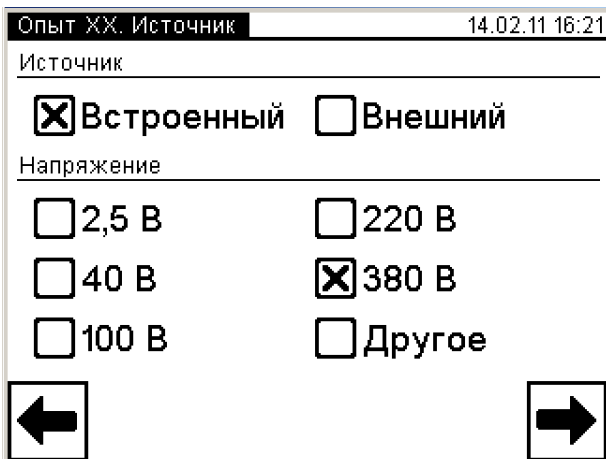 Опыт XX. Источник 14.02.11 16:21
Источник
Встроенный Внешний
Напряжение
2,5 В 220 В
40 В 380 В
100 В Другое